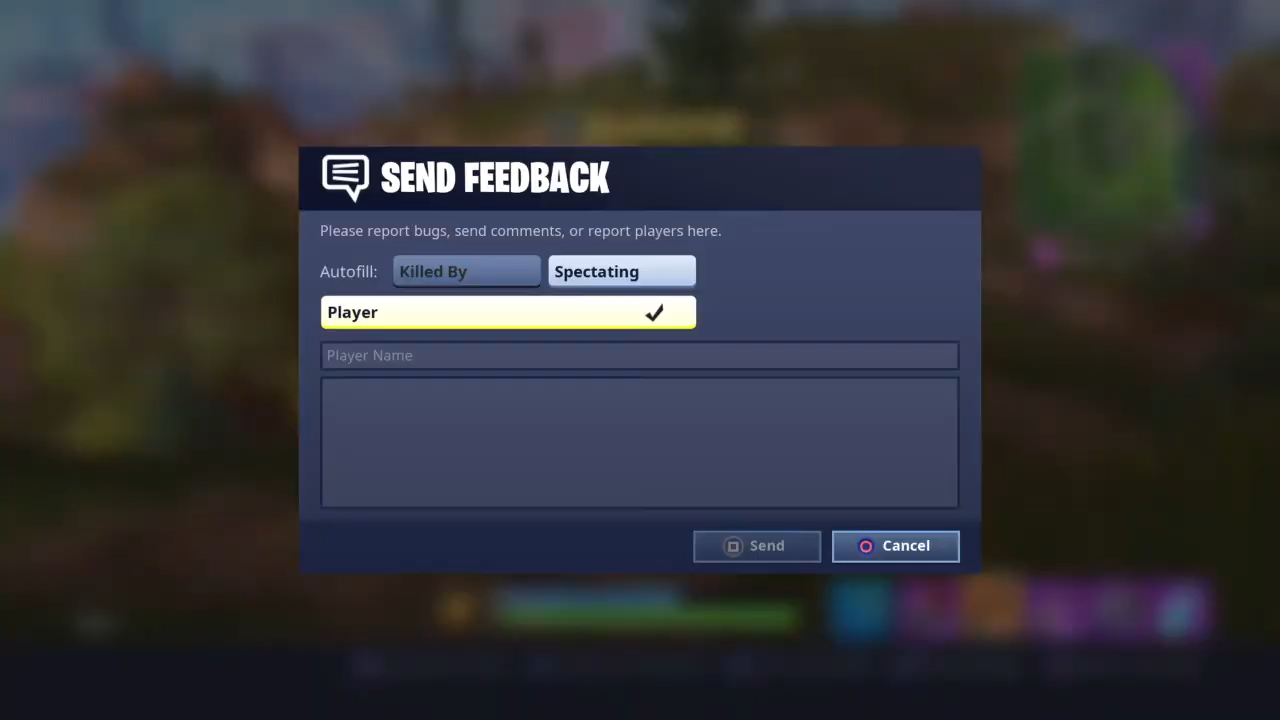 SEND FEEDBACK
Please report bugs, send comments, or report players here.
Autofill: Killed By Spectating
Player
Player Name
Send Cancel